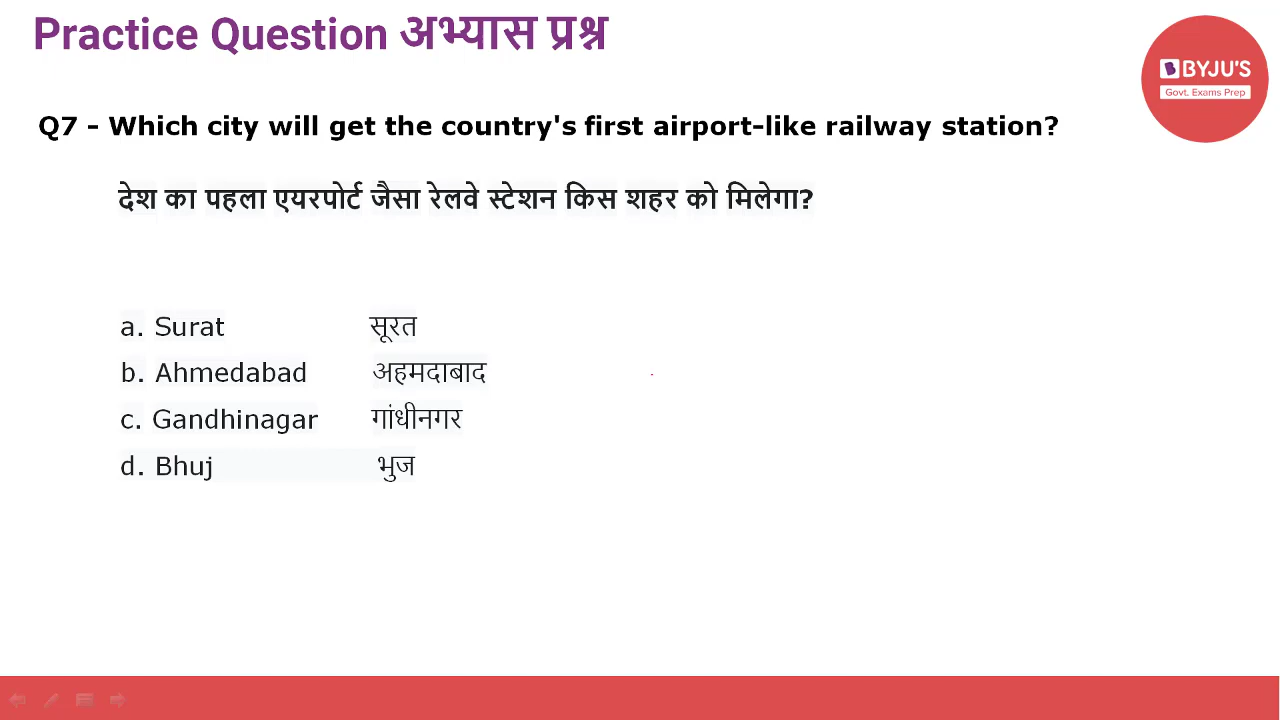 Practice Question अभ्यास प्रश्न
BYJU'S
Govt. Exams Prep
Q7 - Which city will get the country's first airport-like railway station?
देश का पहला एयरपोर्ट जैसा रेलवे स्टेशन किस शहर को मिलेगा?
a. Surat सूरत
b. Ahmedabad अहमदाबाद
c. Gandhinagar गांधीनगर
d. Bhuj भुज